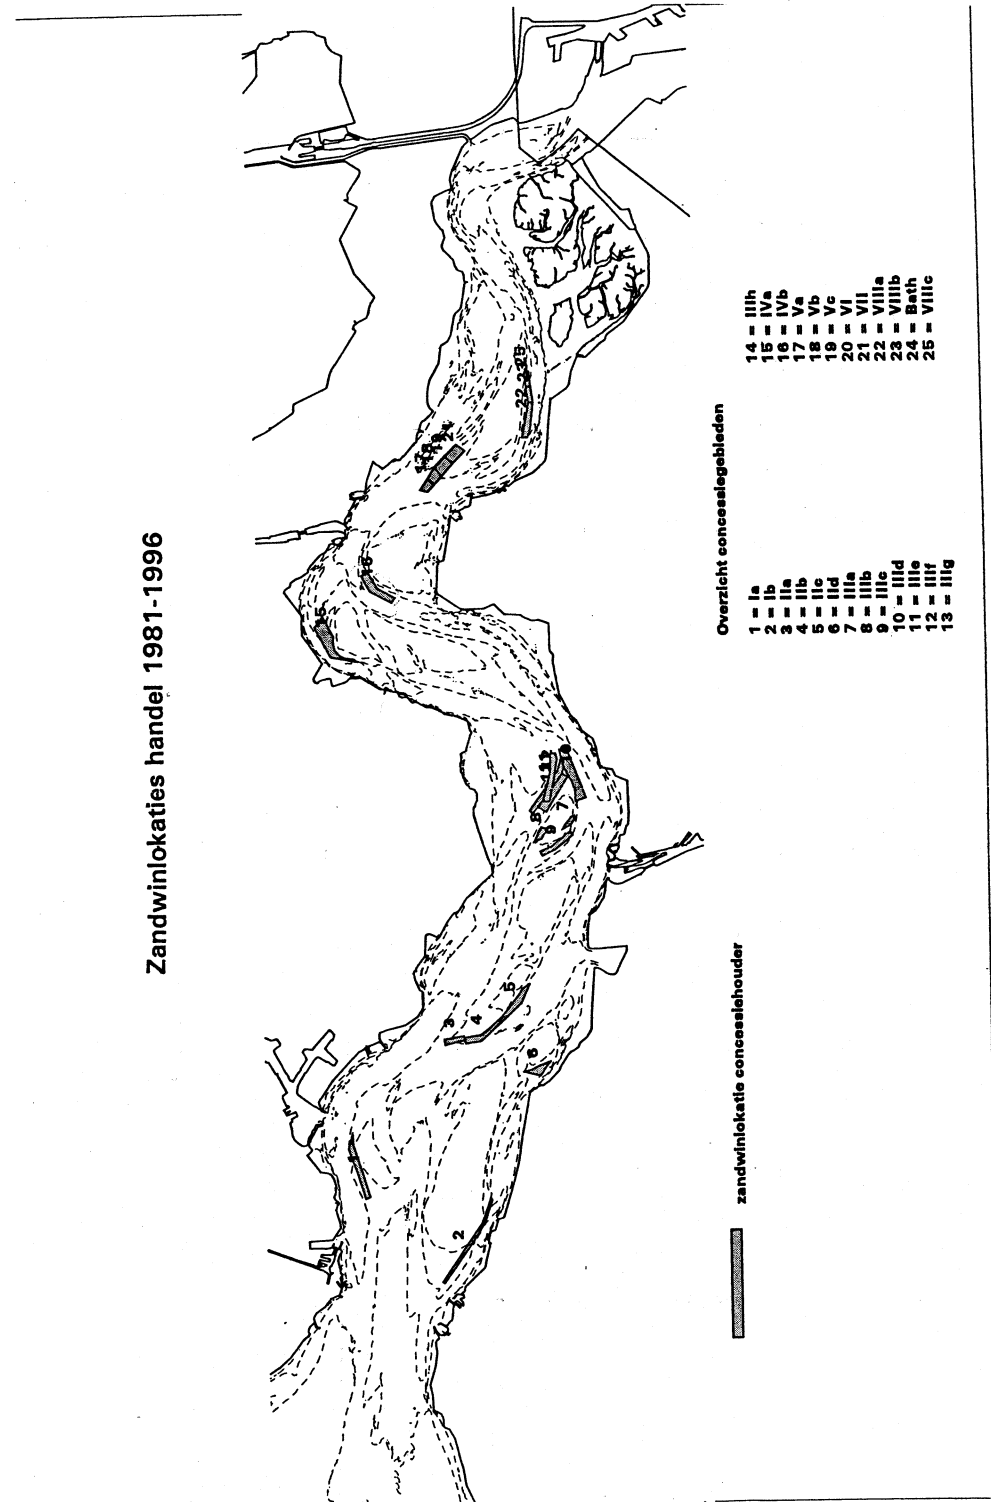 Zandwinlokaties handel 1981-1996
1
2
3
4
5
6
7
8
9
15
zandwinlokatie concessiehouder
Overzicht concessiegebieden
1 = Ia
2 = Ib
3 = IIa
4 = IIb
5 = IIc
6 = IId
7 = IIIa
8 = IIIb
9 = IIIc
10 = IIId
11 = IIIe
12 = IIIf
13 = IIIg
14 = IIIh
15 = IVa
16 = IVb
17 = Va
18 = Vb
19 = Vc
20 = VI
21 = VII
22 = VIIIa
23 = VIIIb
24 = Bath
25 = VIIIc